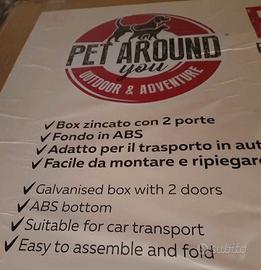 PET AROUND
you
OUTDOOR & ADVENTURE
✓ Box zincato con 2 porte
✓ Fondo in ABS
✓ Adatto per il trasporto in aut
✓ Facile da montare e ripiegar
✓ Galvanised box with 2 doors
✓ ABS bottom
✓ Suitable for car transport
✓ Easy to assemble and fold
subito